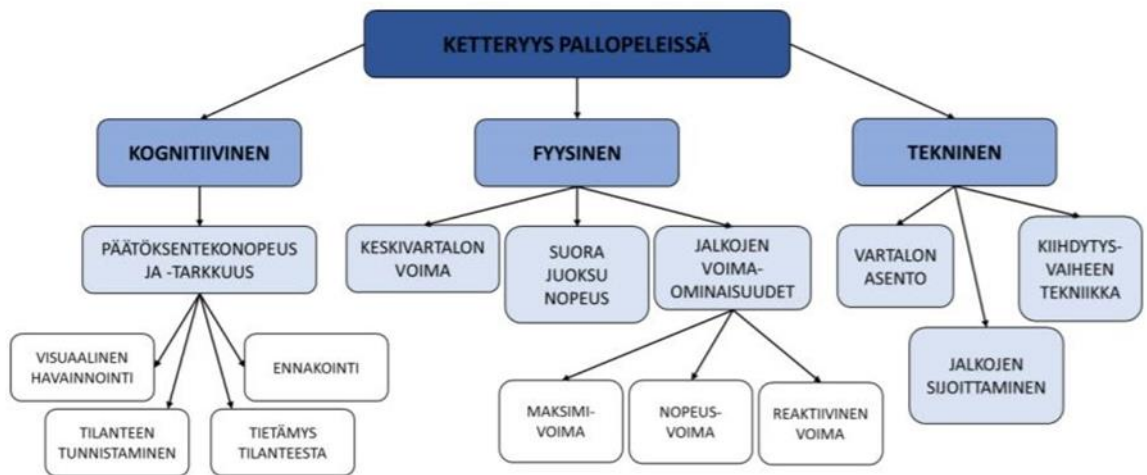 KETTERYYS PALLOPELEISSÄ
KOGNITIIVINEN
FYYSINEN
TEKNINEN
PÄÄTÖKSENTEKONOPEUS
JA -TARKKUUS
KESKIVARTALON
VOIMA
SUORA
JUOKSU
NOPEUS
JALKOJEN
VOIMA-
OMINAISUUDET
VARTALON
ASENTO
KIIHDYTYS-
VAIHEEN
TEKNIIKKA
VISUAALINEN
HAVAINNOINTI
ENNAKOINTI
JALKOJEN
SIJOITTAMINEN
TILANTEEN
TUNNISTAMINEN
TIETÄMYS
TILANTEESTA
MAKSIMI-
VOIMA
NOPEUS-
VOIMA
REAKTIIVINEN
VOIMA